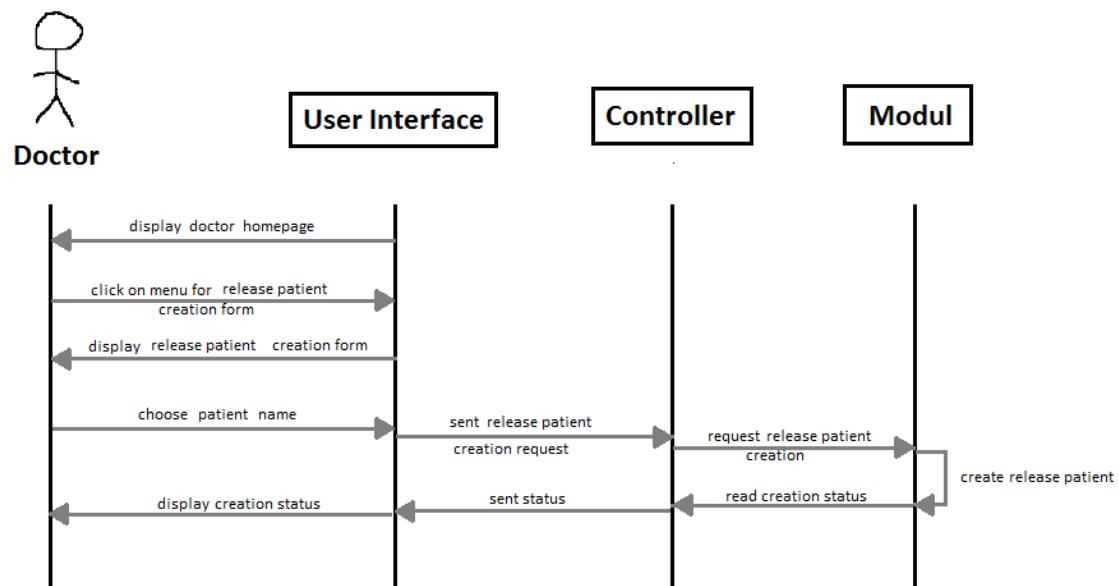 User Interface
Controller
Modul
Doctor
display doctor homepage
click on menu for release patient
creation form
display release patient creation form
choose patient name
sent release patient
creation request
request release patient
creation
create release patient
read creation status
sent status
display creation status